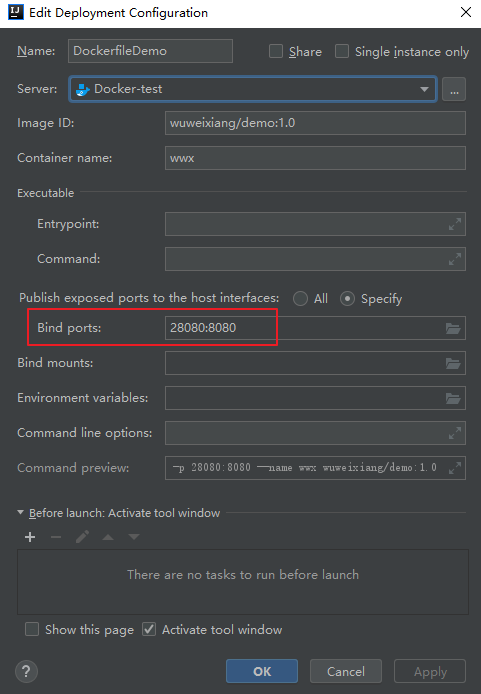 Edit Deployment Configuration
Name: DockerfileDemo Share Single instance only
Server: Docker-test ...
Image ID: wuweixiang/demo:1.0
Container name: wwx
Executable
Entrypoint:
Command:
Publish exposed ports to the host interfaces: All Specify
Bind ports: 28080:8080
Bind mounts:
Environment variables:
Command line options:
Command preview: -p 28080:8080 --name wwx wuweixiang/demo:1.0
Before launch: Activate tool window
There are no tasks to run before launch
Show this page Activate tool window
? OK Cancel Apply